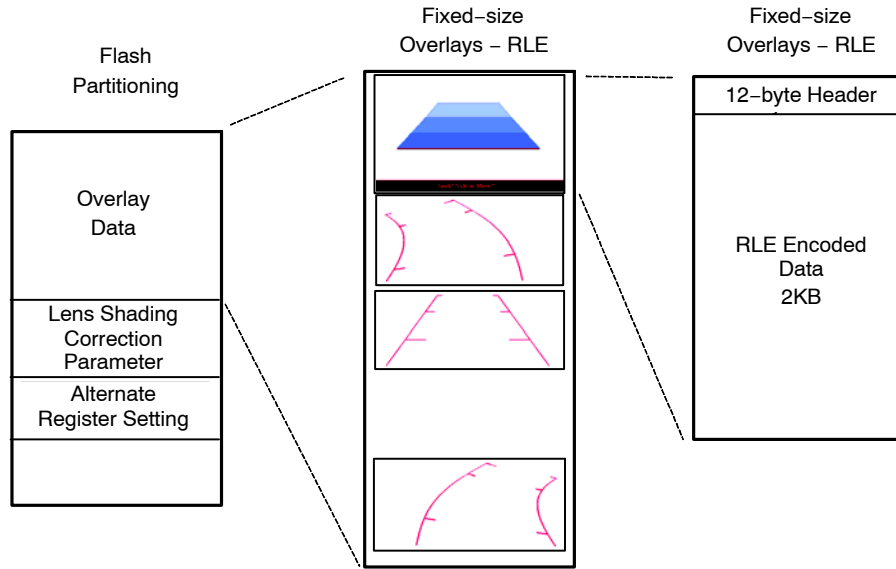 Flash
Partitioning
Overlay
Data
Lens Shading
Correction
Parameter
Alternate
Register Setting
Fixed−size
Overlays − RLE
Fixed−size
Overlays − RLE
12−byte Header
RLE Encoded
Data
2KB